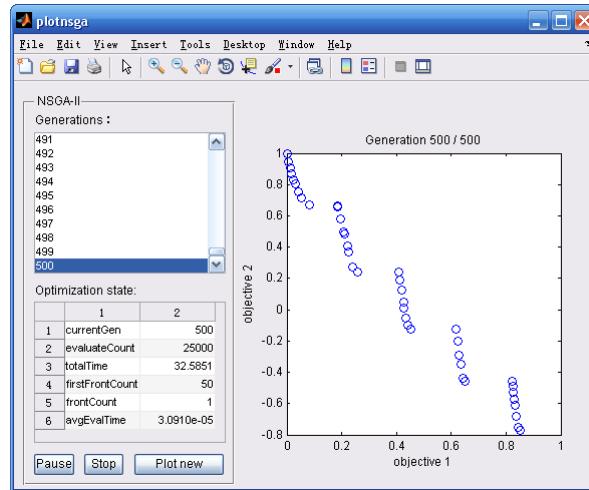 plotnsga
File Edit View Insert Tools Desktop Window Help
NSGA-II
Generations :
491
492
493
494
495
496
497
498
499
500
Optimization state:
1 2
1 currentGen 500
2 evaluateCount 25000
3 totalTime 32.5851
4 firstFrontCount 50
5 frontCount 1
6 avgEvalTime 3.0910e-05
Pause Stop Plot new
Generation 500 / 500
1
0.8
0.6
0.4
0.2
0
-0.2
-0.4
-0.6
-0.8
objective 2
0 0.2 0.4 0.6 0.8 1
objective 1